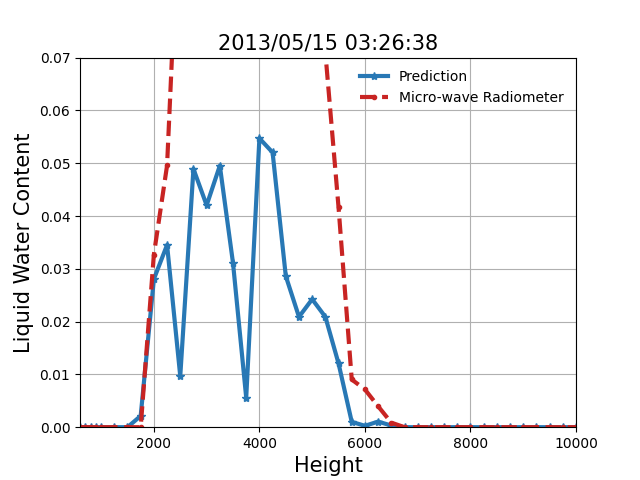 2013/05/15 03:26:38
0.07
0.06
0.05
0.04
0.03
0.02
0.01
0.00
Liquid Water Content
Prediction
Micro-wave Radiometer
2000 4000 6000 8000 10000
Height